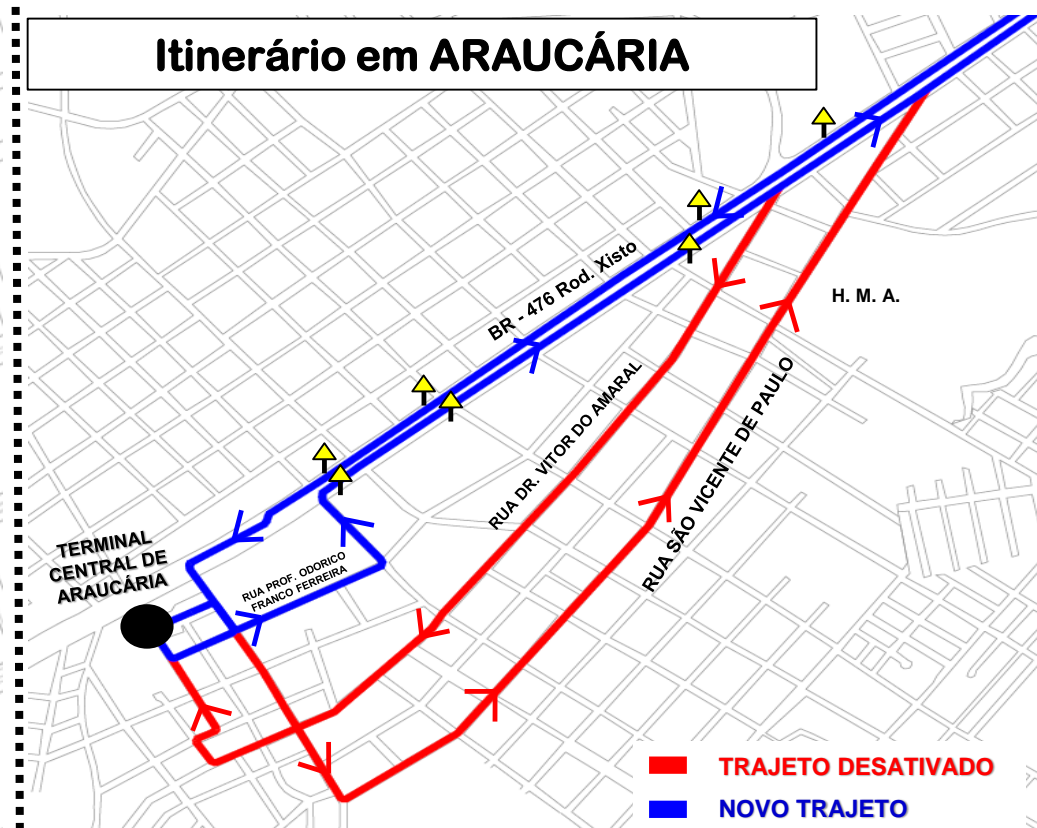 Itinerário em ARAUCÁRIA
BR - 476 Rod. Xisto
H. M. A.
RUA DR. VITOR DO AMARAL
RUA SÃO VICENTE DE PAULO
TERMINAL
CENTRAL DE
ARAUCÁRIA
RUA PROF. ODORICO
FRANCO FERREIRA
TRAJETO DESATIVADO
NOVO TRAJETO